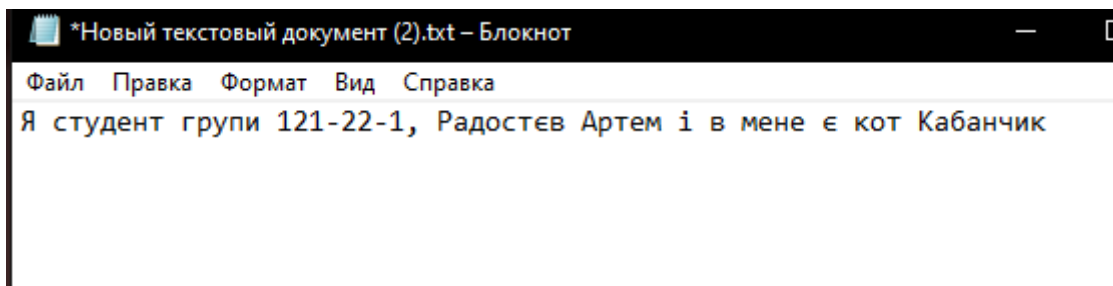 *Новый текстовый документ (2).txt – Блокнот
Файл Правка Формат Вид Справка
Я студент групи 121-22-1, Радостєв Артем і в мене є кот Кабанчик